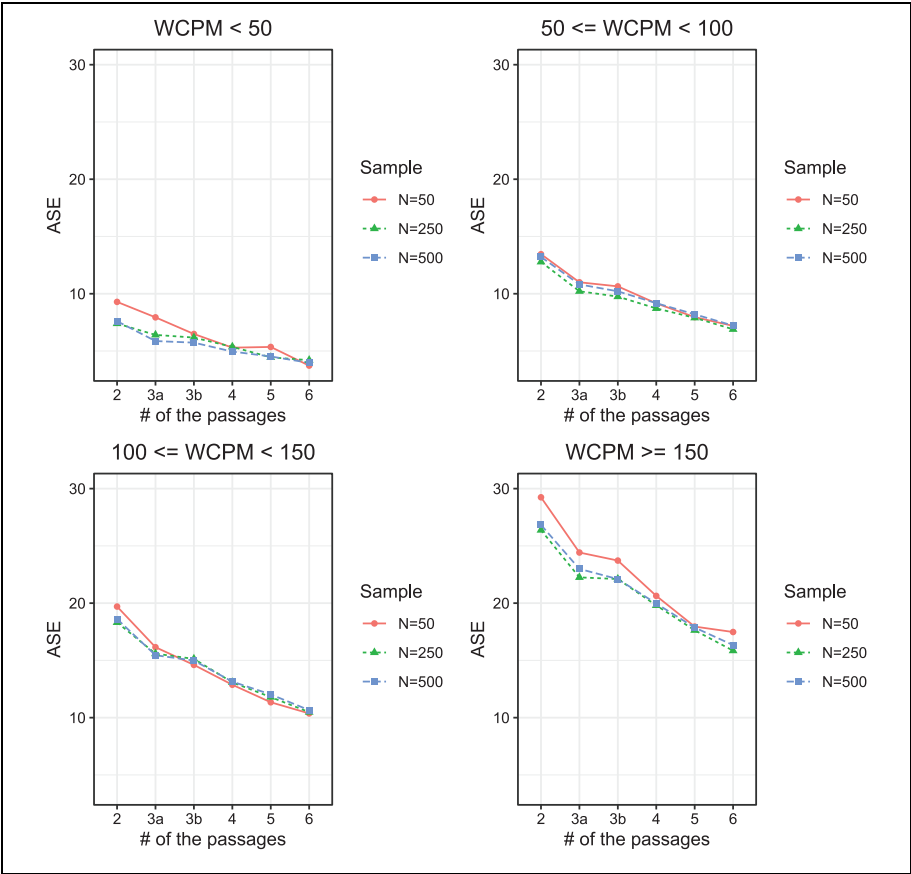 WCPM < 50
30
20
10
ASE
2 3a 3b 4 5 6
# of the passages
Sample
N=50
N=250
N=500
50 <= WCPM < 100
30
20
10
ASE
2 3a 3b 4 5 6
# of the passages
Sample
N=50
N=250
N=500
100 <= WCPM < 150
30
20
10
ASE
2 3a 3b 4 5 6
# of the passages
Sample
N=50
N=250
N=500
WCPM >= 150
30
20
10
ASE
2 3a 3b 4 5 6
# of the passages
Sample
N=50
N=250
N=500